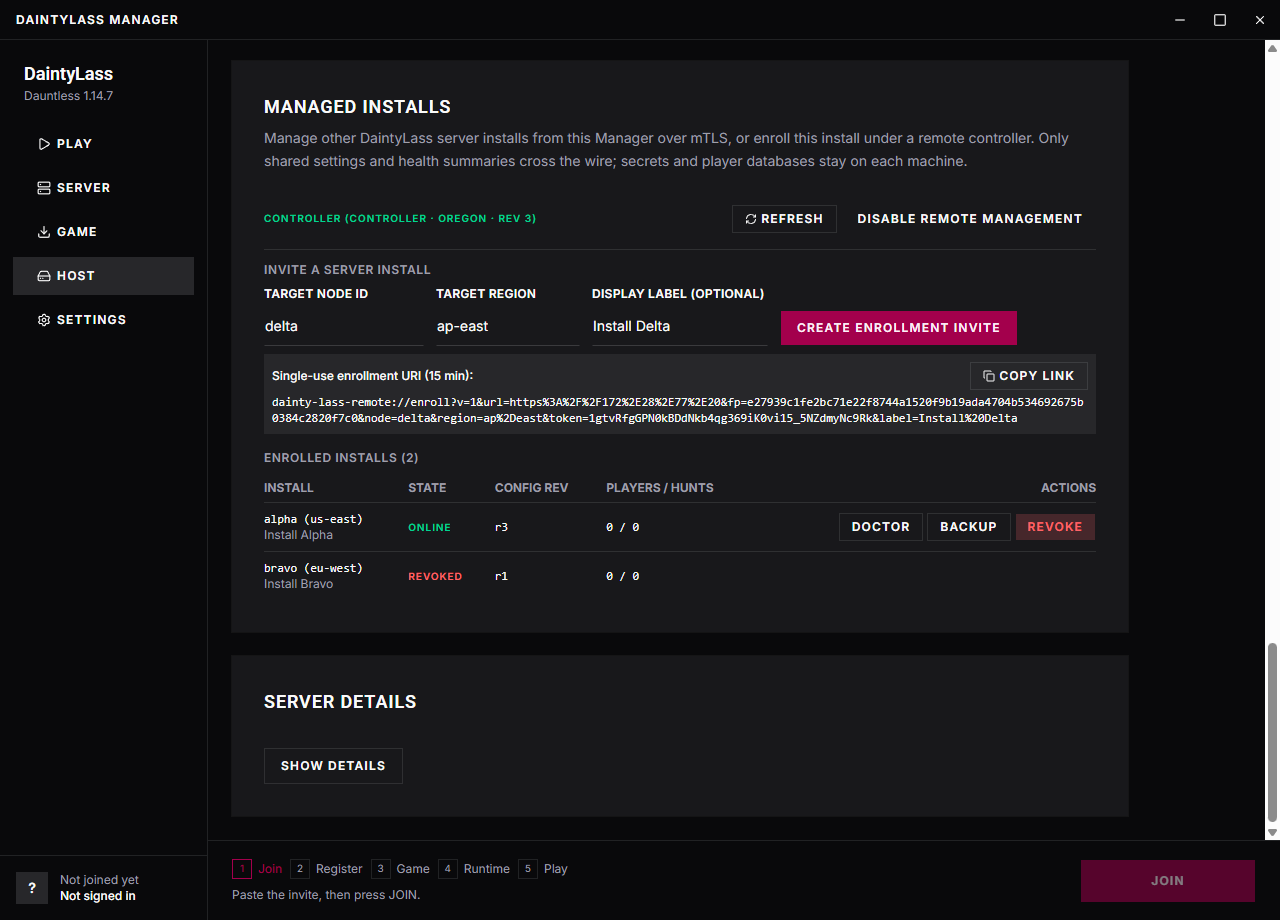 DAINTYLASS MANAGER
DaintyLass
Dauntless 1.14.7
PLAY
SERVER
GAME
HOST
SETTINGS
? Not joined yet
Not signed in
MANAGED INSTALLS
Manage other DaintyLass server installs from this Manager over mTLS, or enroll this install under a remote controller. Only
shared settings and health summaries cross the wire; secrets and player databases stay on each machine.
CONTROLLER (CONTROLLER · OREGON · REV 3) REFRESH DISABLE REMOTE MANAGEMENT
INVITE A SERVER INSTALL
TARGET NODE ID TARGET REGION DISPLAY LABEL (OPTIONAL)
delta ap-east Install Delta CREATE ENROLLMENT INVITE
Single-use enrollment URI (15 min): COPY LINK
dainty-lass-remote://enroll?v=1&url=https%3A%2F%2F172%2E28%2E77%2E20&fp=e27939c1fe2bc71e22f8744a1520f9b19ada4704b534692675b
0384c2820f7c0&node=delta&region=ap%2Deast&token=1gtvRfgGPN0kBDdNkb4qg369iK0vi15_5NZdmyNc9Rk&label=Install%20Delta
ENROLLED INSTALLS (2)
INSTALL STATE CONFIG REV PLAYERS / HUNTS ACTIONS
alpha (us-east) ONLINE r3 0 / 0 DOCTOR BACKUP REVOKE
Install Alpha
bravo (eu-west) REVOKED r1 0 / 0
Install Bravo
SERVER DETAILS
SHOW DETAILS
1 Join 2 Register 3 Game 4 Runtime 5 Play
Paste the invite, then press JOIN.
JOIN